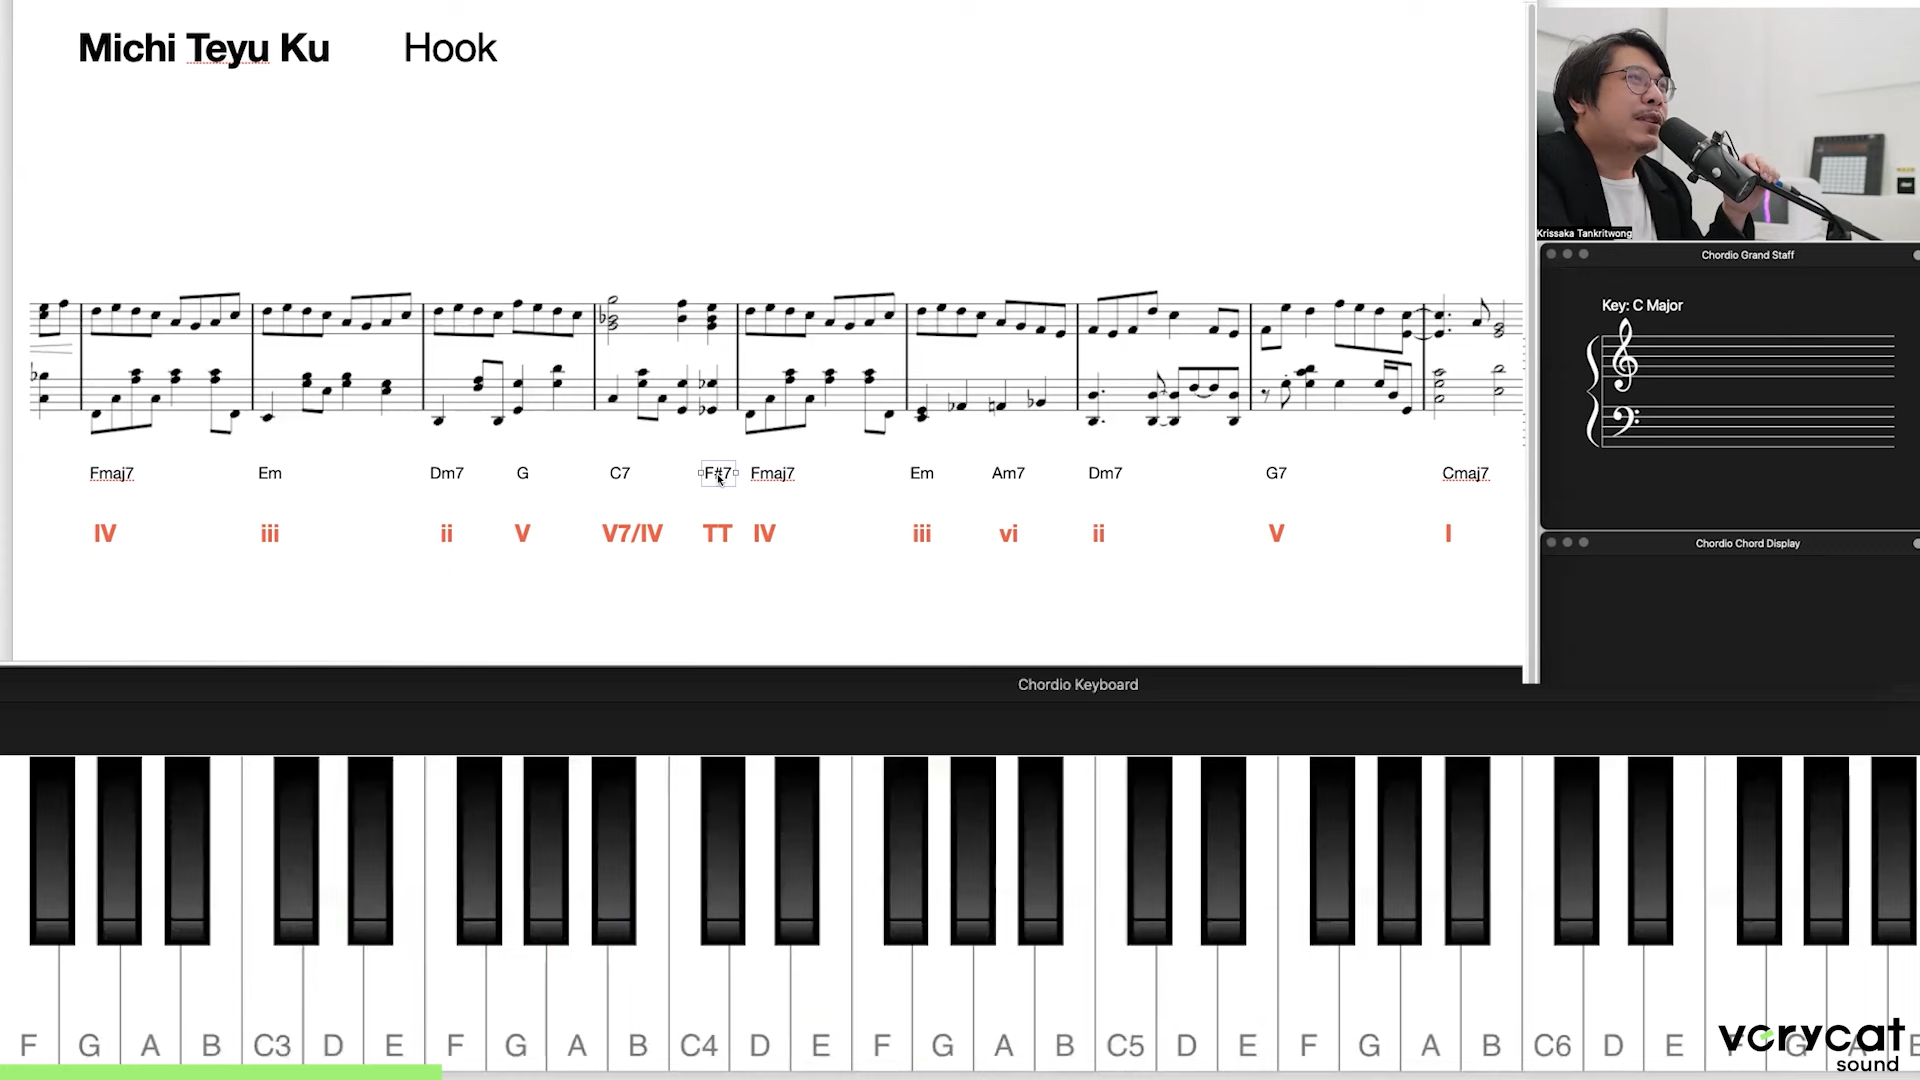 Michi Teyu Ku Hook
Krissaka Tankritwong
Chordio Grand Staff
Key: C Major
Fmaj7 Em Dm7 G C7 F#7 Fmaj7 Em Am7 Dm7 G7 Cmaj7
IV iii ii V V7/IV TT IV iii vi ii V I
Chordio Chord Display
Chordio Keyboard
F G A B C3 D E F G A B C4 D E F G A B C5 D E F G A B C6 D E F G A E
verycat
sound